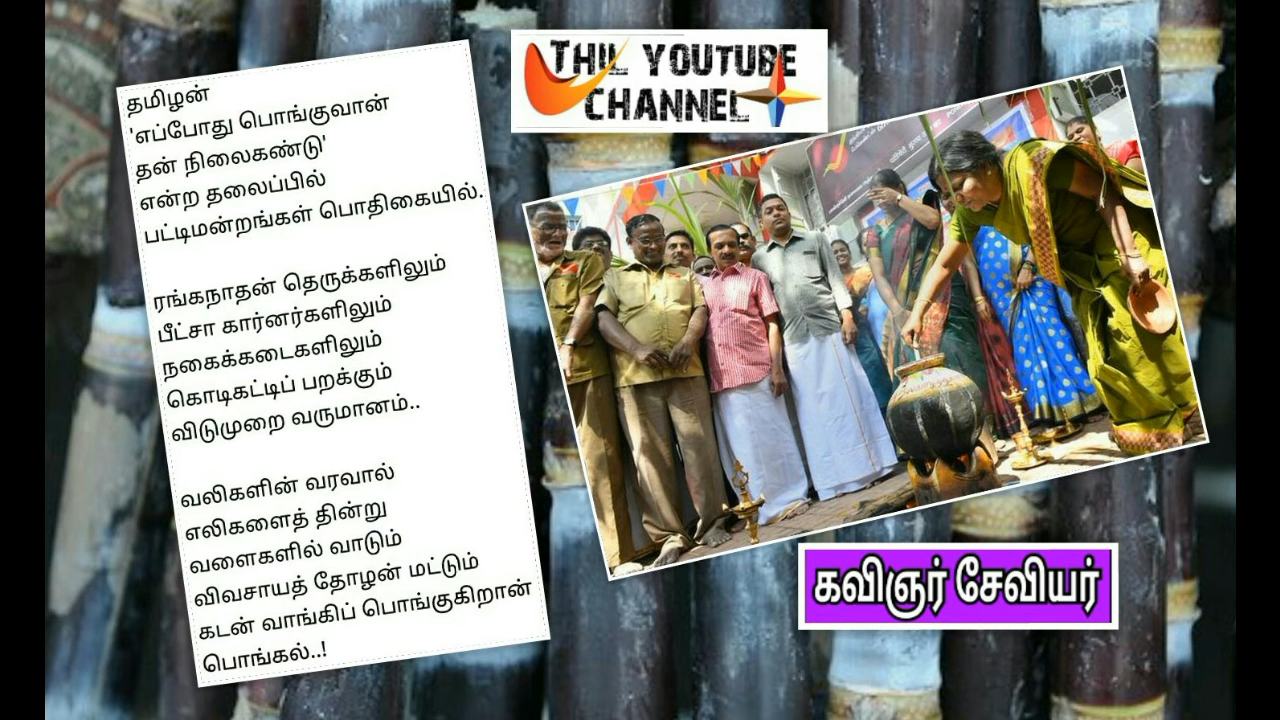 தமிழன்
'எப்போது பொங்குவான்
தன் நிலைகண்டு'
என்ற தலைப்பில்
பட்டிமன்றங்கள் பொதிகையில்.
ரங்கநாதன் தெருக்களிலும்
பீட்சா கார்னர்களிலும்
நகைக்கடைகளிலும்
கொடிகட்டிப் பறக்கும்
விடுமுறை வருமானம்..
வலிகளின் வரவால்
எலிகளைத் தின்று
வளைகளில் வாடும்
விவசாயத் தோழன் மட்டும்
கடன் வாங்கிப் பொங்குகிறான்
பொங்கல்..!
THIL YOUTUBE
CHANNEL
கவிஞர் சேவியர்